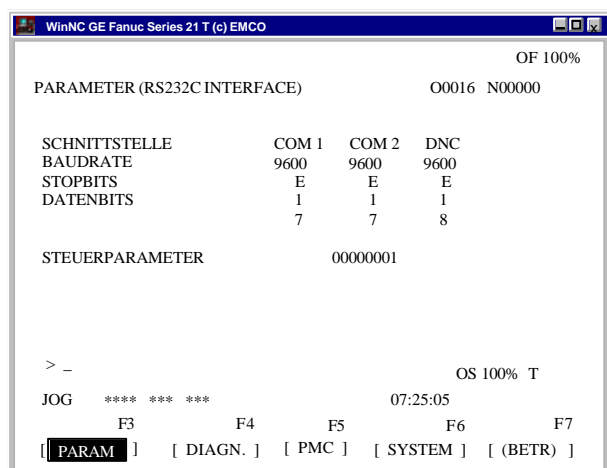 WinNC GE Fanuc Series 21 T (c) EMCO
OF 100%
PARAMETER (RS232C INTERFACE) O0016 N00000
SCHNITTSTELLE COM 1 COM 2 DNC
BAUDRATE 9600 9600 9600
STOPBITS E E E
DATENBITS 1 1 1
7 7 8
STEUERPARAMETER 00000001
> _
OS 100% T
JOG **** *** *** 07:25:05
F3 F4 F5 F6 F7
[ PARAM ] [ DIAGN. ] [ PMC ] [ SYSTEM ] [ (BETR) ]